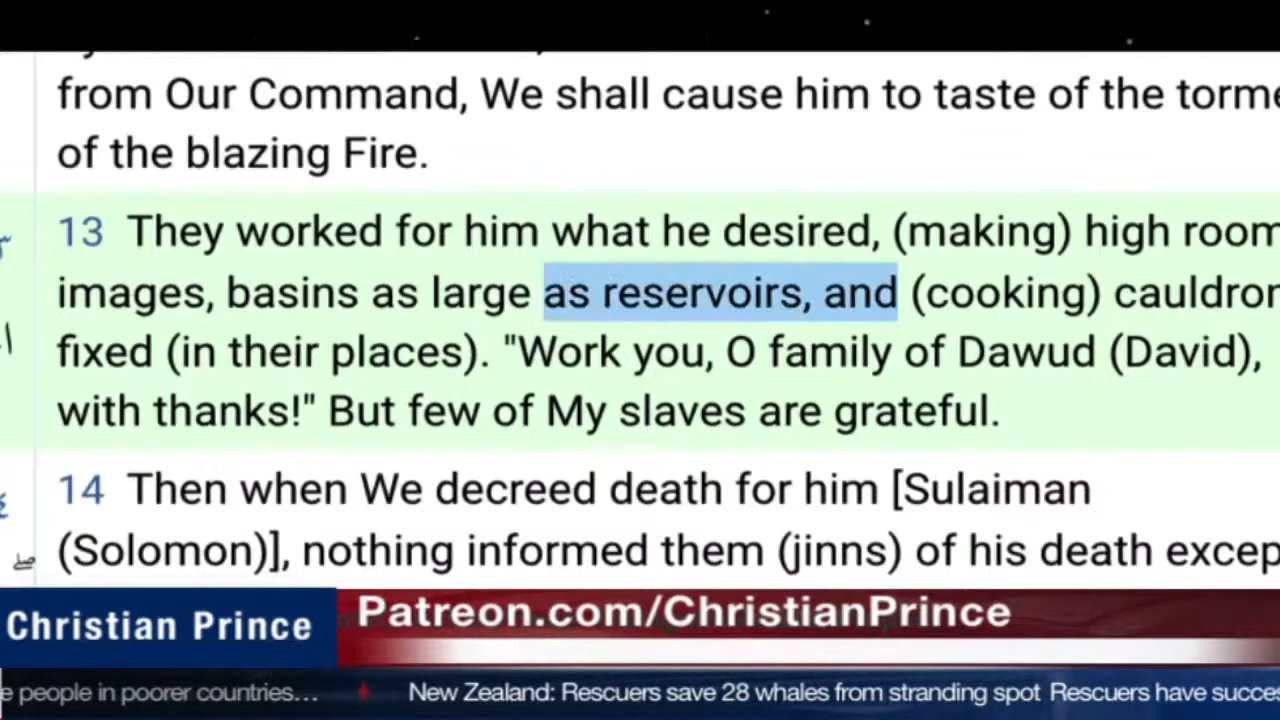 from Our Command, We shall cause him to taste of the torme
of the blazing Fire.
13 They worked for him what he desired, (making) high room
images, basins as large as reservoirs, and (cooking) cauldron
fixed (in their places). "Work you, O family of Dawud (David),
with thanks!" But few of My slaves are grateful.
14 Then when We decreed death for him [Sulaiman
(Solomon)], nothing informed them (jinns) of his death excep
Christian Prince
Patreon.com/ChristianPrince
e people in poorer countries... New Zealand: Rescuers save 28 whales from stranding spot Rescuers have succes